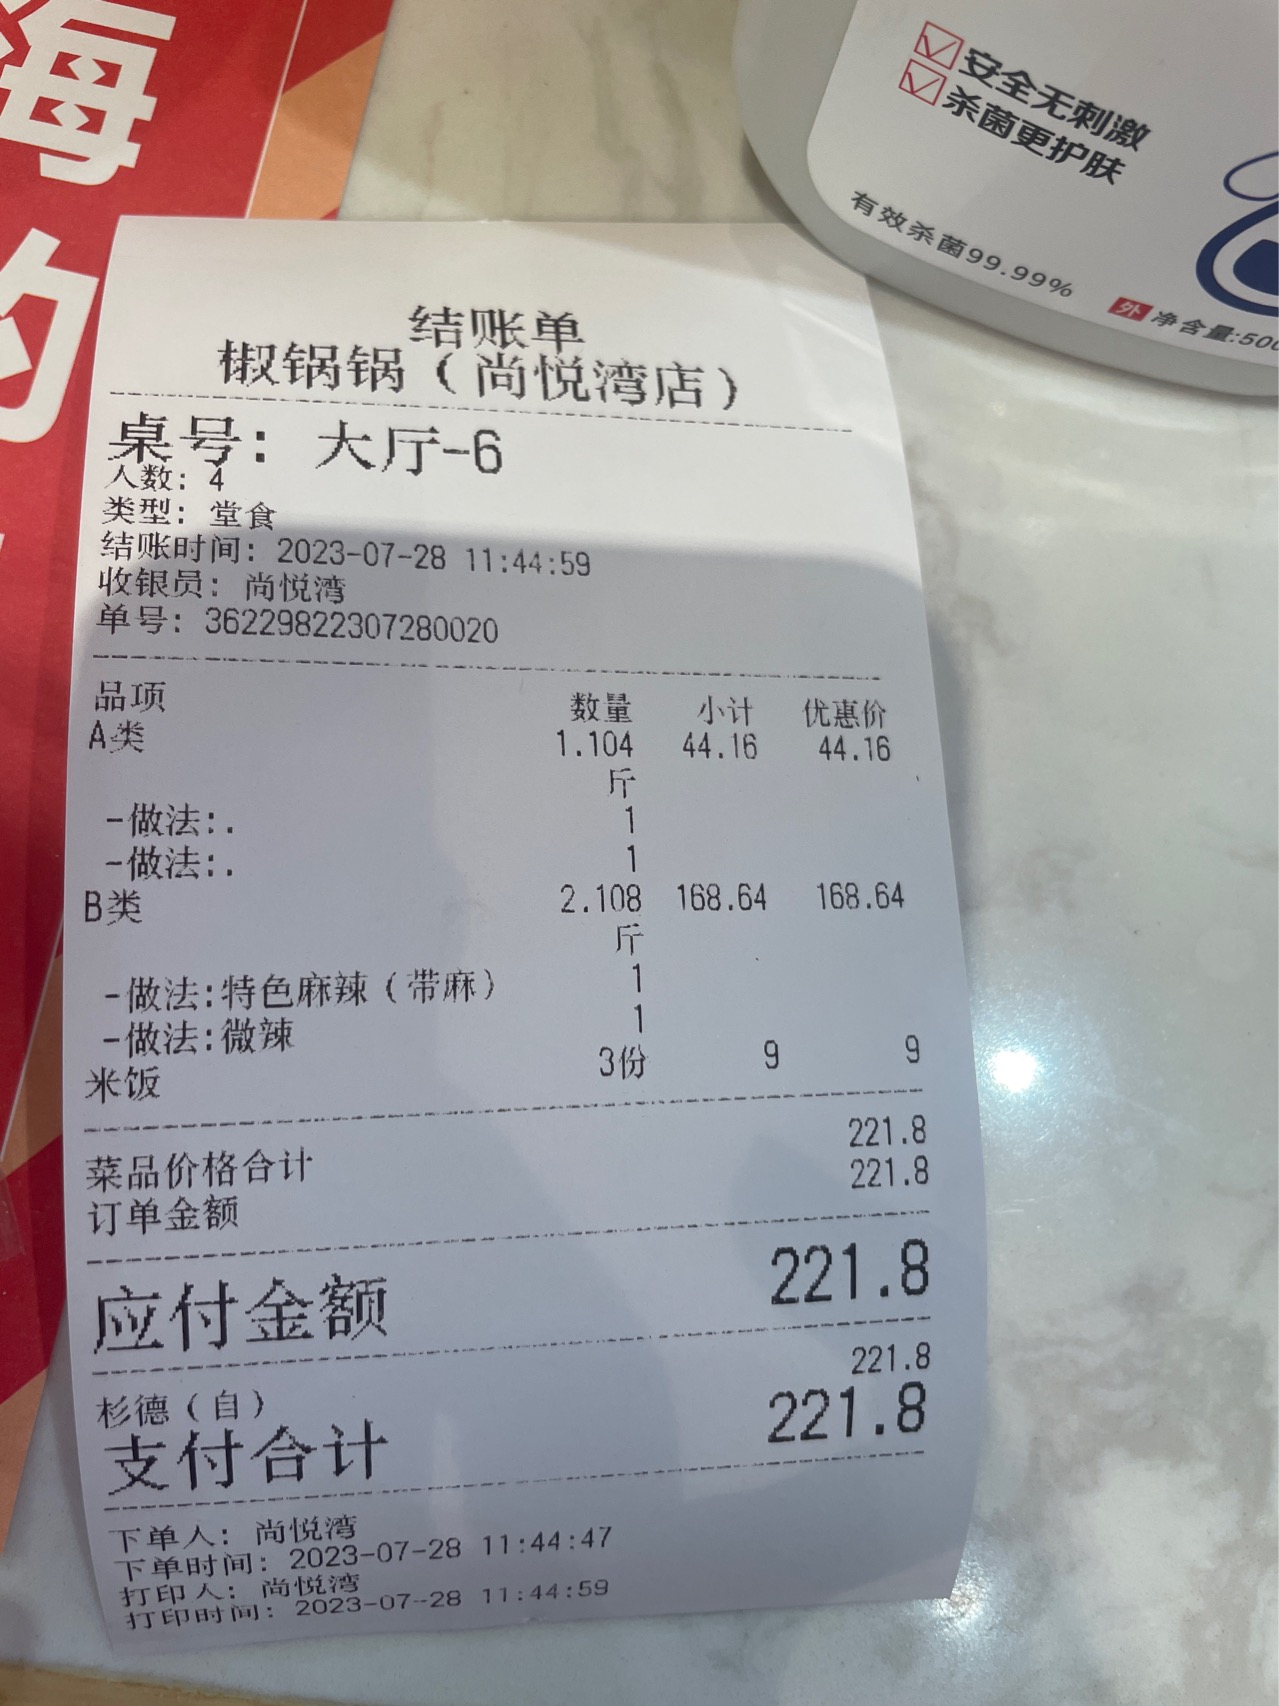 海
的
安全无刺激
杀菌更护肤
有效杀菌99.99%
外 净含量:500
结账单
椒锅锅（尚悦湾店）
桌号: 大厅-6
人数: 4
类型: 堂食
结账时间: 2023-07-28 11:44:59
收银员: 尚悦湾
单号: 36229822307280020
品项 数量 小计 优惠价
A类 1.104 44.16 44.16
斤
-做法:. 1
-做法:. 1
B类 2.108 168.64 168.64
斤
-做法:特色麻辣（带麻） 1
-做法:微辣 1
米饭 3份 9 9
菜品价格合计 221.8
订单金额 221.8
应付金额 221.8
杉德（自） 221.8
支付合计 221.8
下单人: 尚悦湾
下单时间: 2023-07-28 11:44:47
打印人: 尚悦湾
打印时间: 2023-07-28 11:44:59